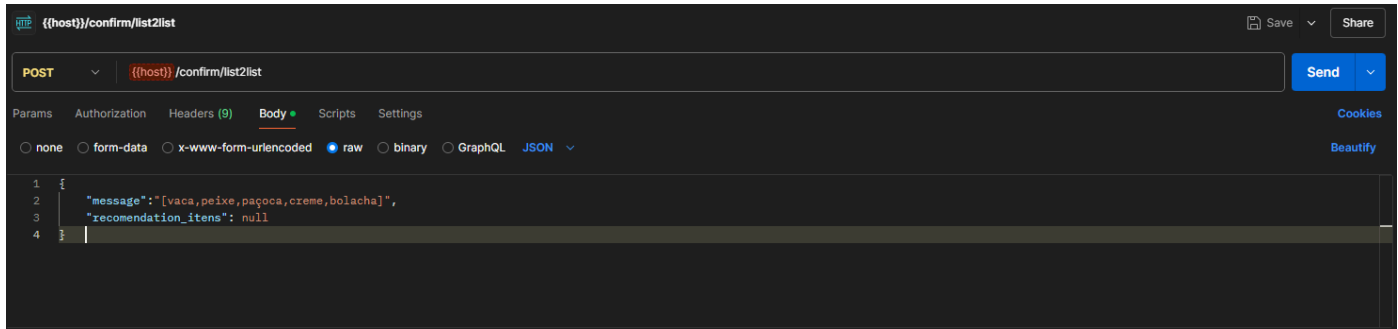 HTTP {{host}}/confirm/list2list Save Share
POST {{host}} /confirm/list2list Send
Params Authorization Headers (9) Body Scripts Settings Cookies
none form-data x-www-form-urlencoded raw binary GraphQL JSON Beautify
1 {
2 "message":"[vaca,peixe,paçoca,creme,bolacha]",
3 "recomendation_itens": null
4 }